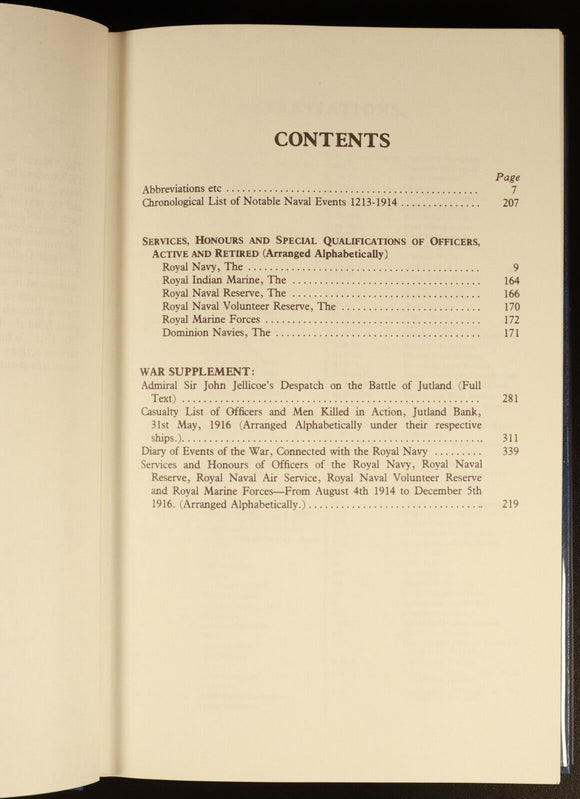 CONTENTS
Page
Abbreviations etc ................................................ 7
Chronological List of Notable Naval Events 1213-1914 ............... 207
SERVICES, HONOURS AND SPECIAL QUALIFICATIONS OF OFFICERS,
ACTIVE AND RETIRED (Arranged Alphabetically)
Royal Navy, The ............................................ 9
Royal Indian Marine, The .................................... 164
Royal Naval Reserve, The .................................... 166
Royal Naval Volunteer Reserve, The ........................... 170
Royal Marine Forces ......................................... 172
Dominion Navies, The ....................................... 171
WAR SUPPLEMENT:
Admiral Sir John Jellicoe's Despatch on the Battle of Jutland (Full
Text) ......................................................... 281
Casualty List of Officers and Men Killed in Action, Jutland Bank,
31st May, 1916 (Arranged Alphabetically under their respective
ships.)......................................................... 311
Diary of Events of the War, Connected with the Royal Navy ......... 339
Services and Honours of Officers of the Royal Navy, Royal Naval
Reserve, Royal Naval Air Service, Royal Naval Volunteer Reserve
and Royal Marine Forces—From August 4th 1914 to December 5th
1916. (Arranged Alphabetically.)................................. 219